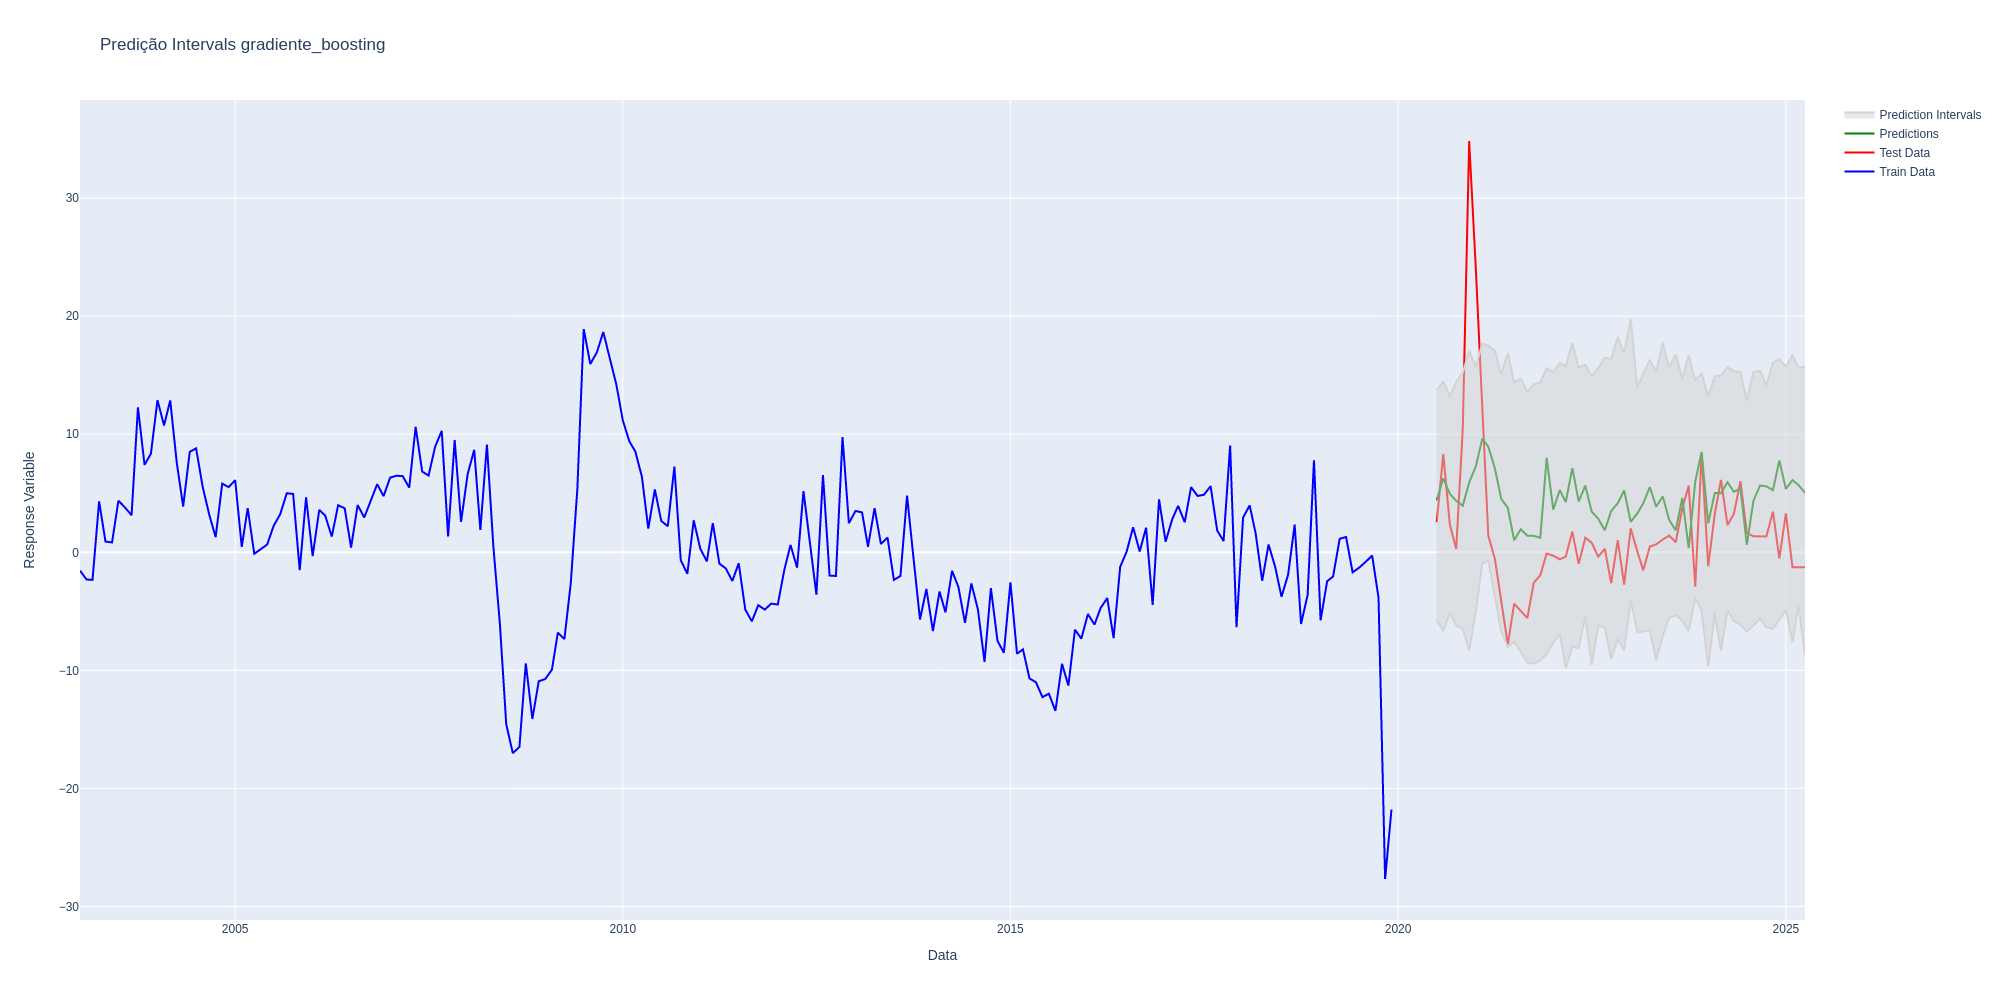 Predição Intervals gradiente_boosting
Prediction Intervals
Predictions
Test Data
Train Data
Response Variable
30
20
10
0
−10
−20
−30
2005
2010
2015
2020
2025
Data